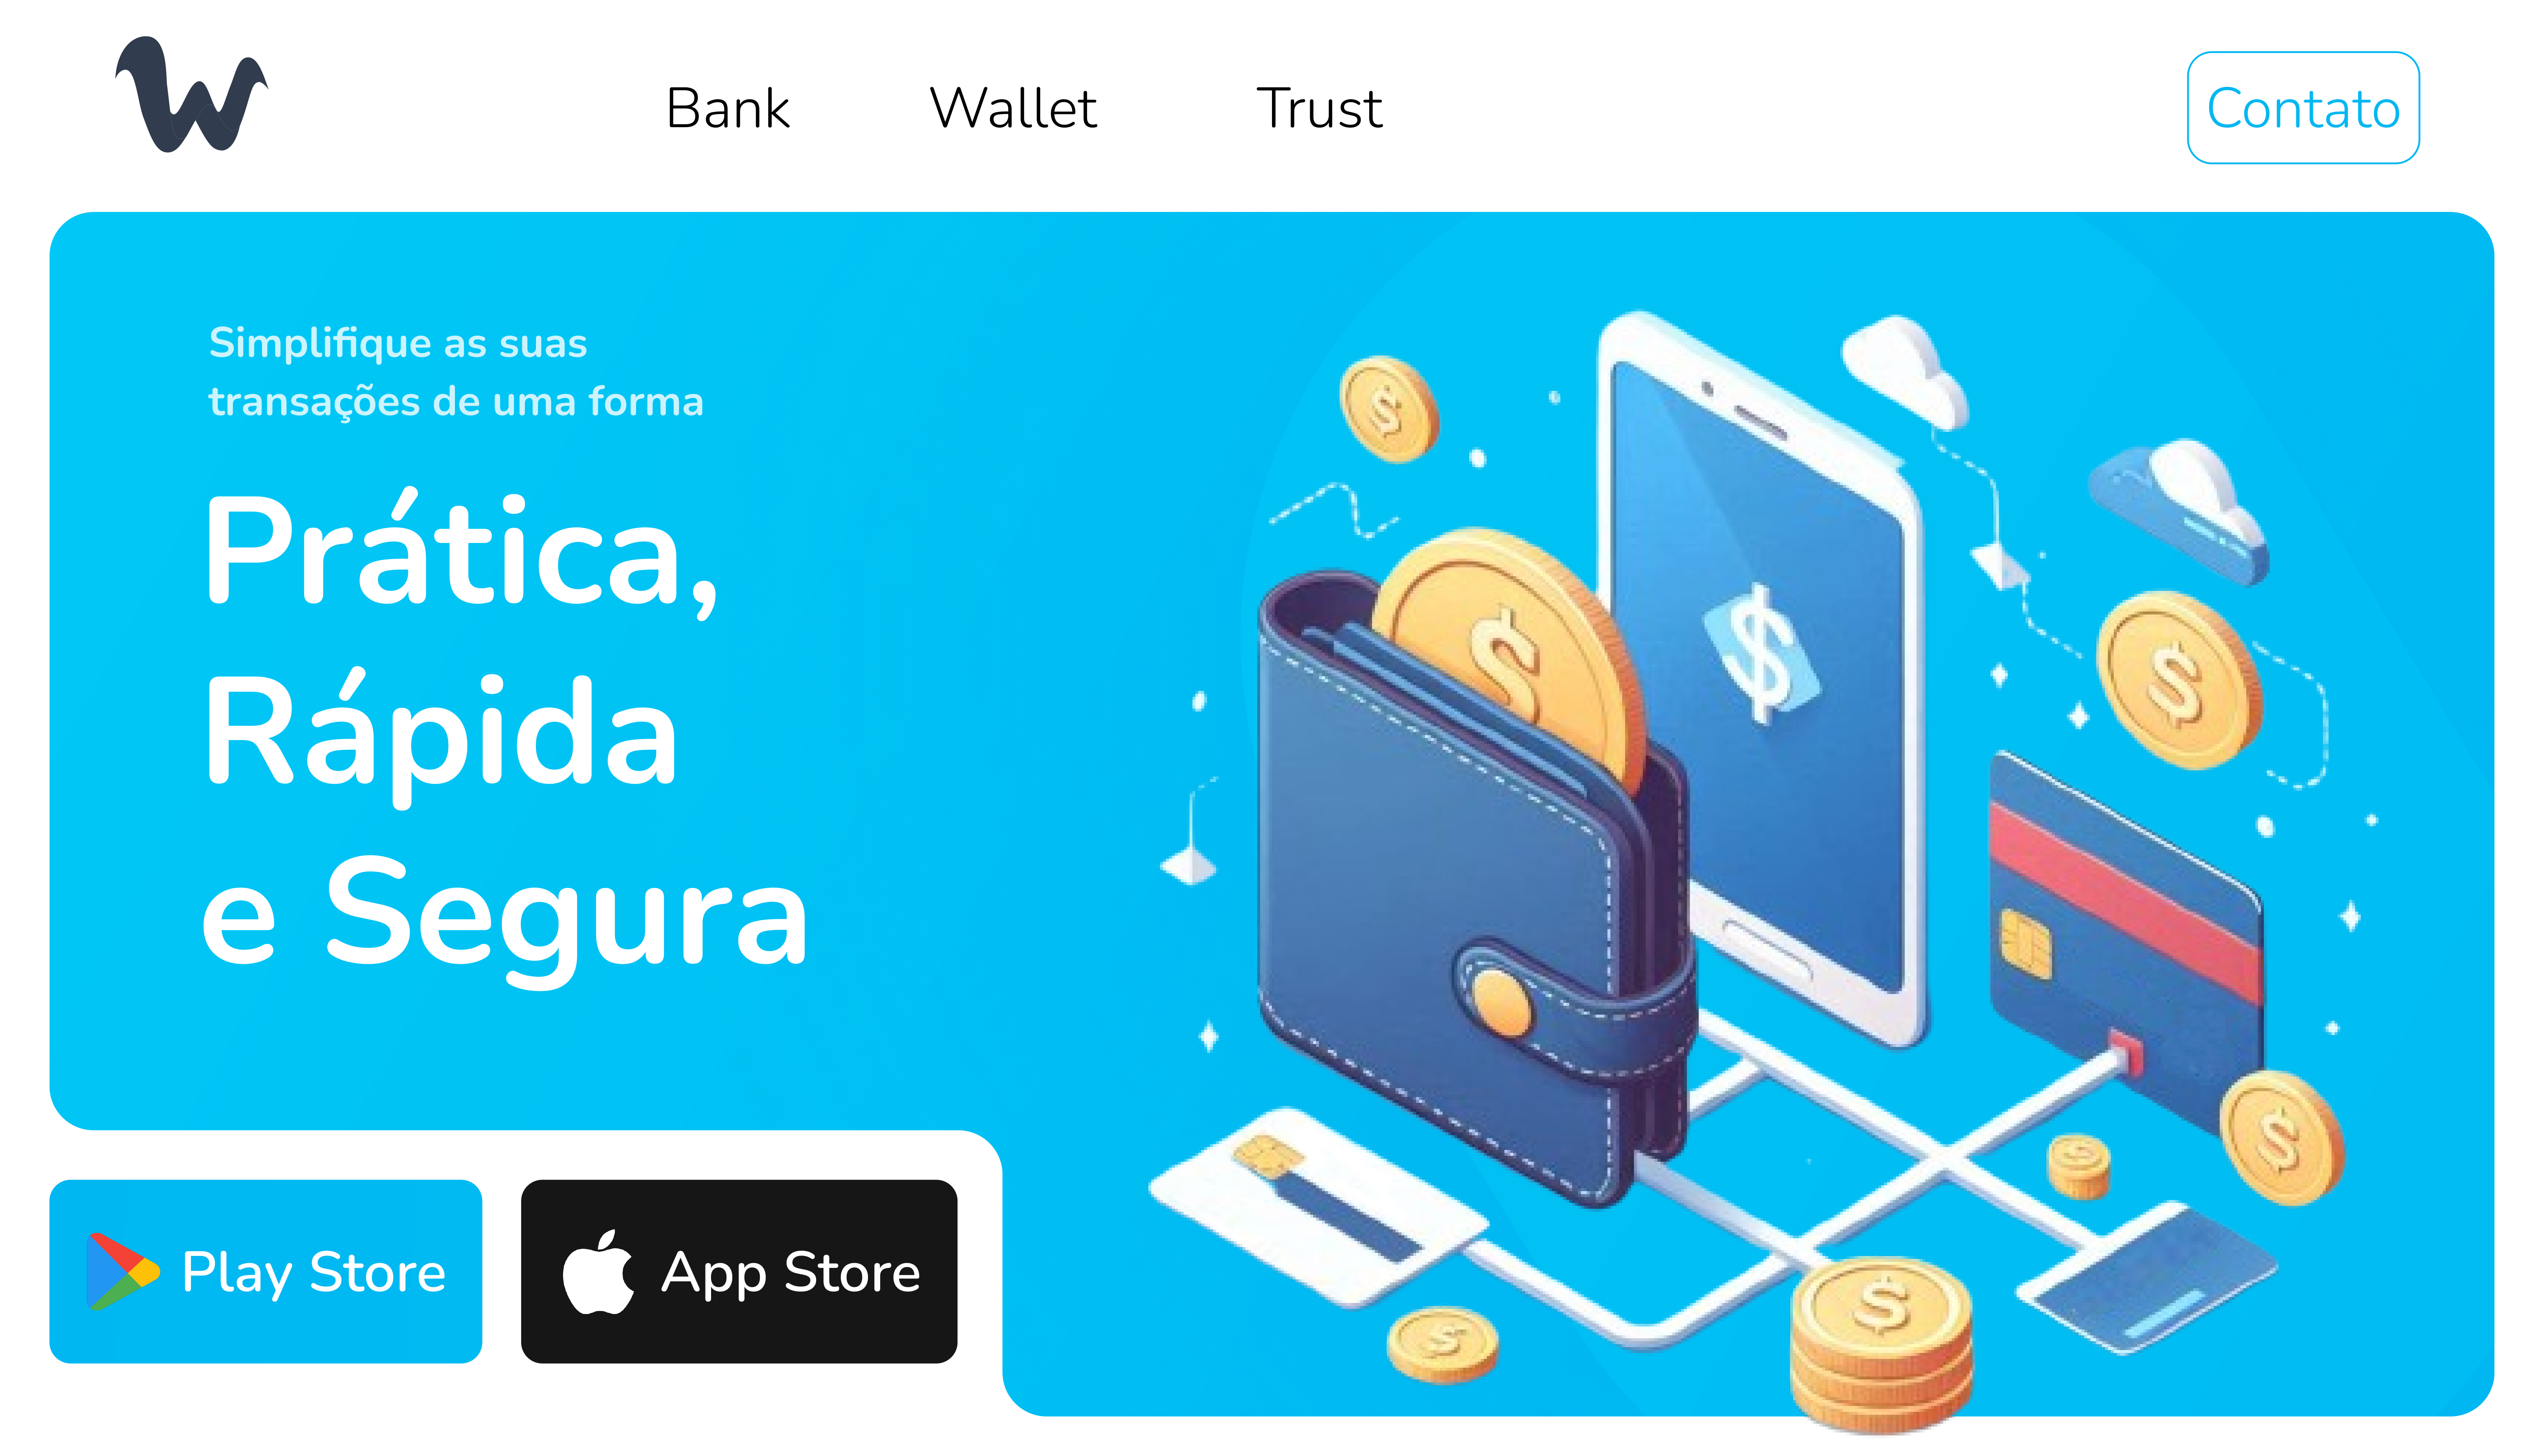 W
Bank Wallet Trust Contato
Simplifique as suas
transações de uma forma
Prática,
Rápida
e Segura
Play Store App Store